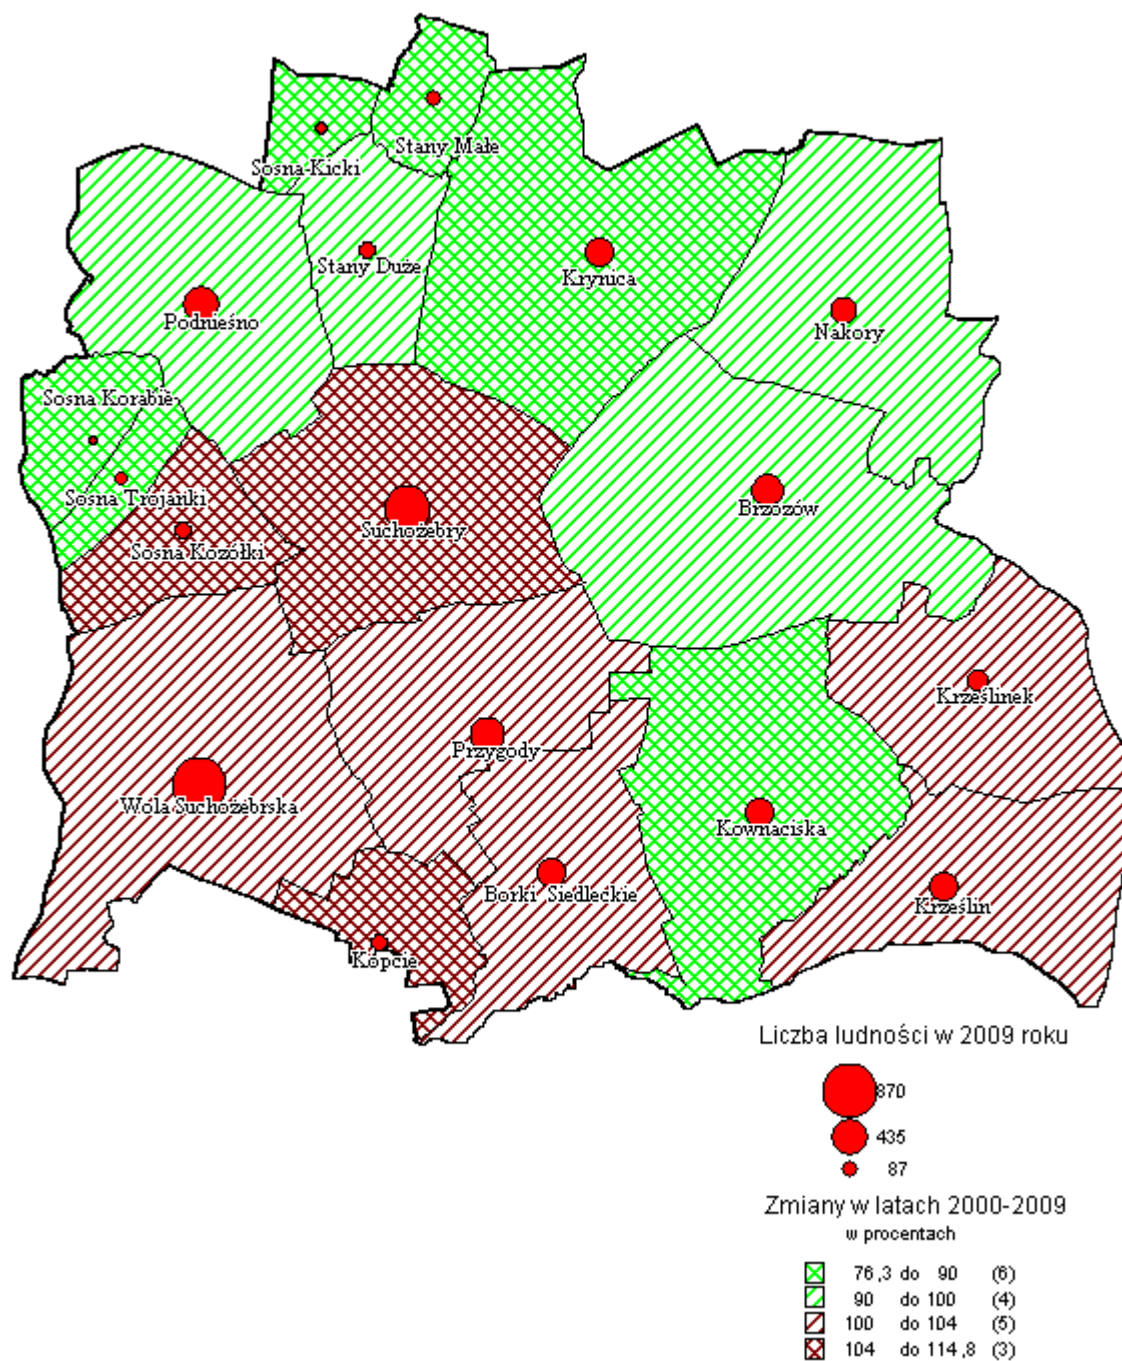 Stany Małe
Sosna Kicki
Stany Duże
Krynica
Podnieśno
Nakory
Sosna Korabie
Sosna Trojanki
Brzozów
Suchożebry
Sosna Kozółki
Krześlinek
Przygody
Wola Suchożebrska
Kownaciska
Borki Siedleckie
Krześlin
Kopcie
Liczba ludności w 2009 roku
870
435
87
Zmiany w latach 2000-2009
w procentach
76,3 do 90 (6)
90 do 100 (4)
100 do 104 (5)
104 do 114,8 (3)